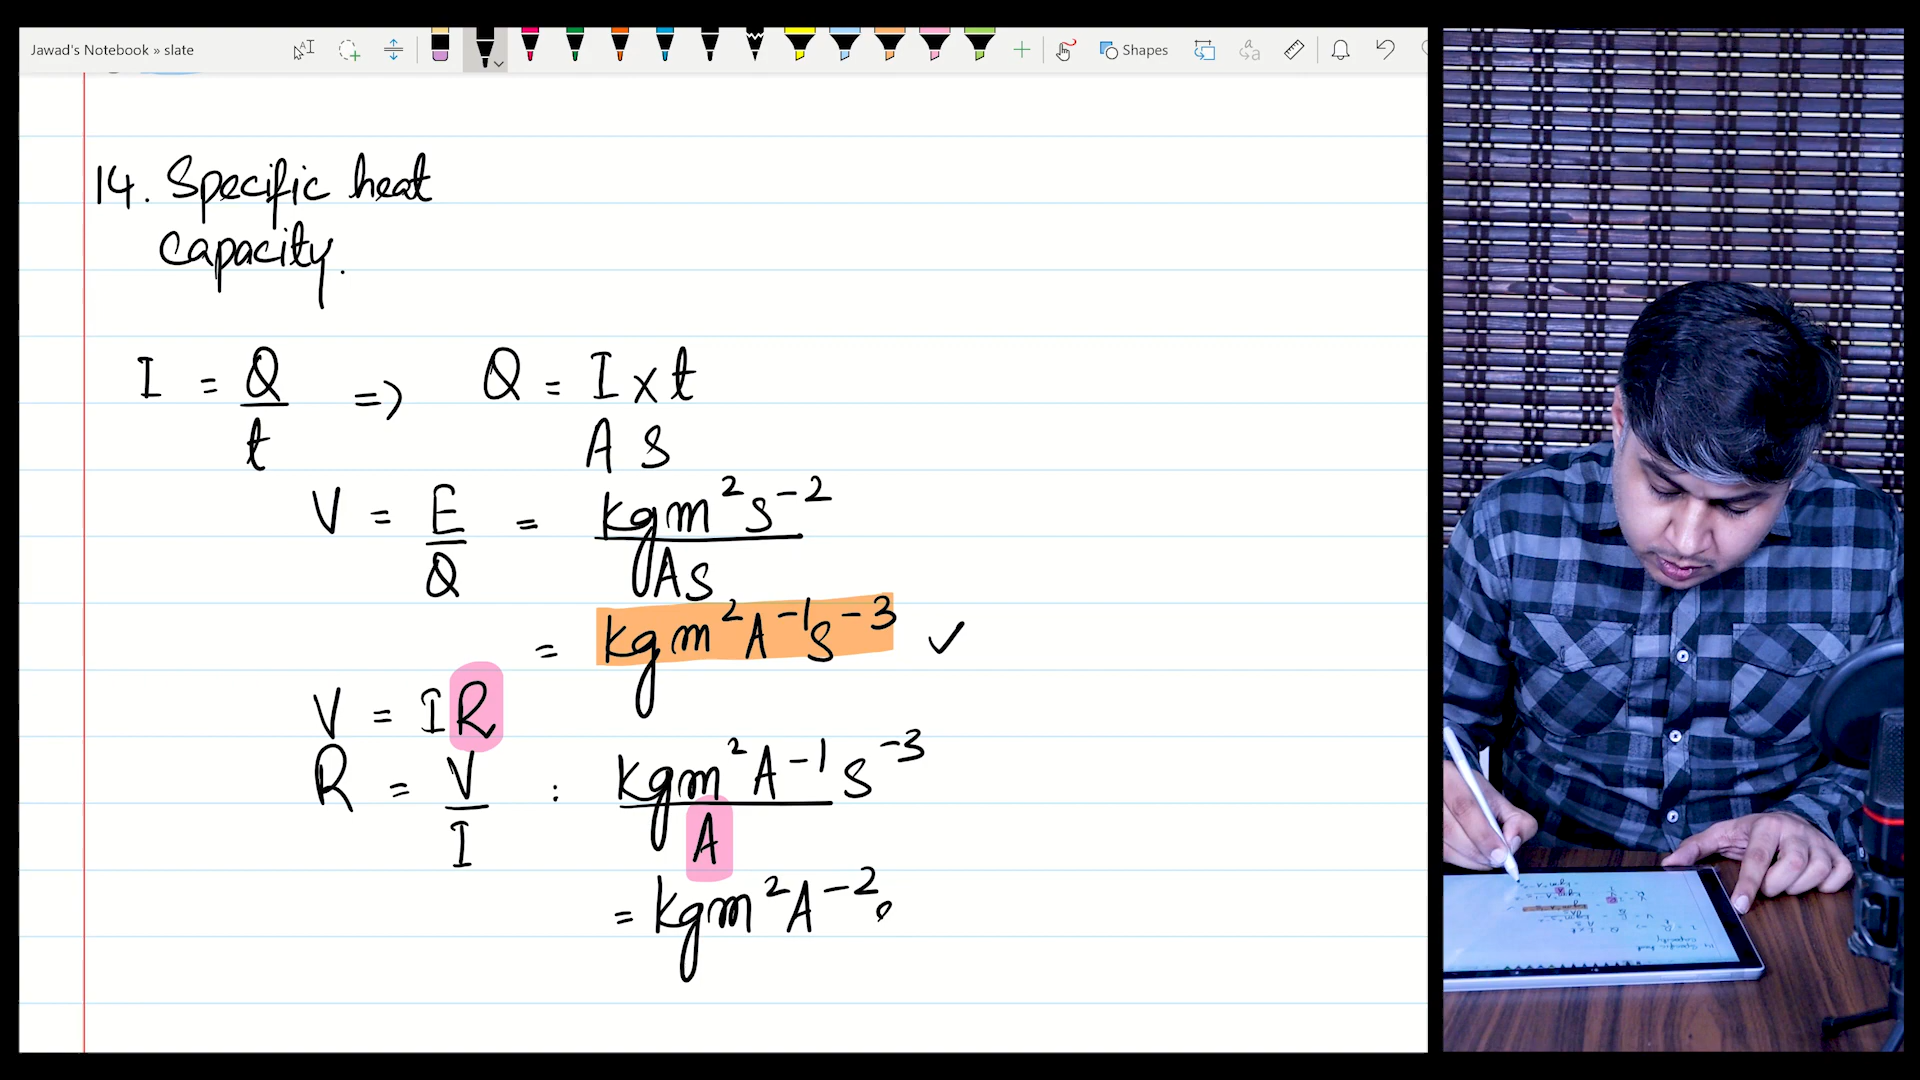 Jawad's Notebook » slate
Shapes
14. Specific heat
capacity.
I = Q/t => Q = I x t
A s
V = E/Q = kgm²s⁻²/As
= kgm²A⁻¹s⁻³ ✓
V = IR
R = V/I : kgm²A⁻¹s⁻³/A
= kgm²A⁻²